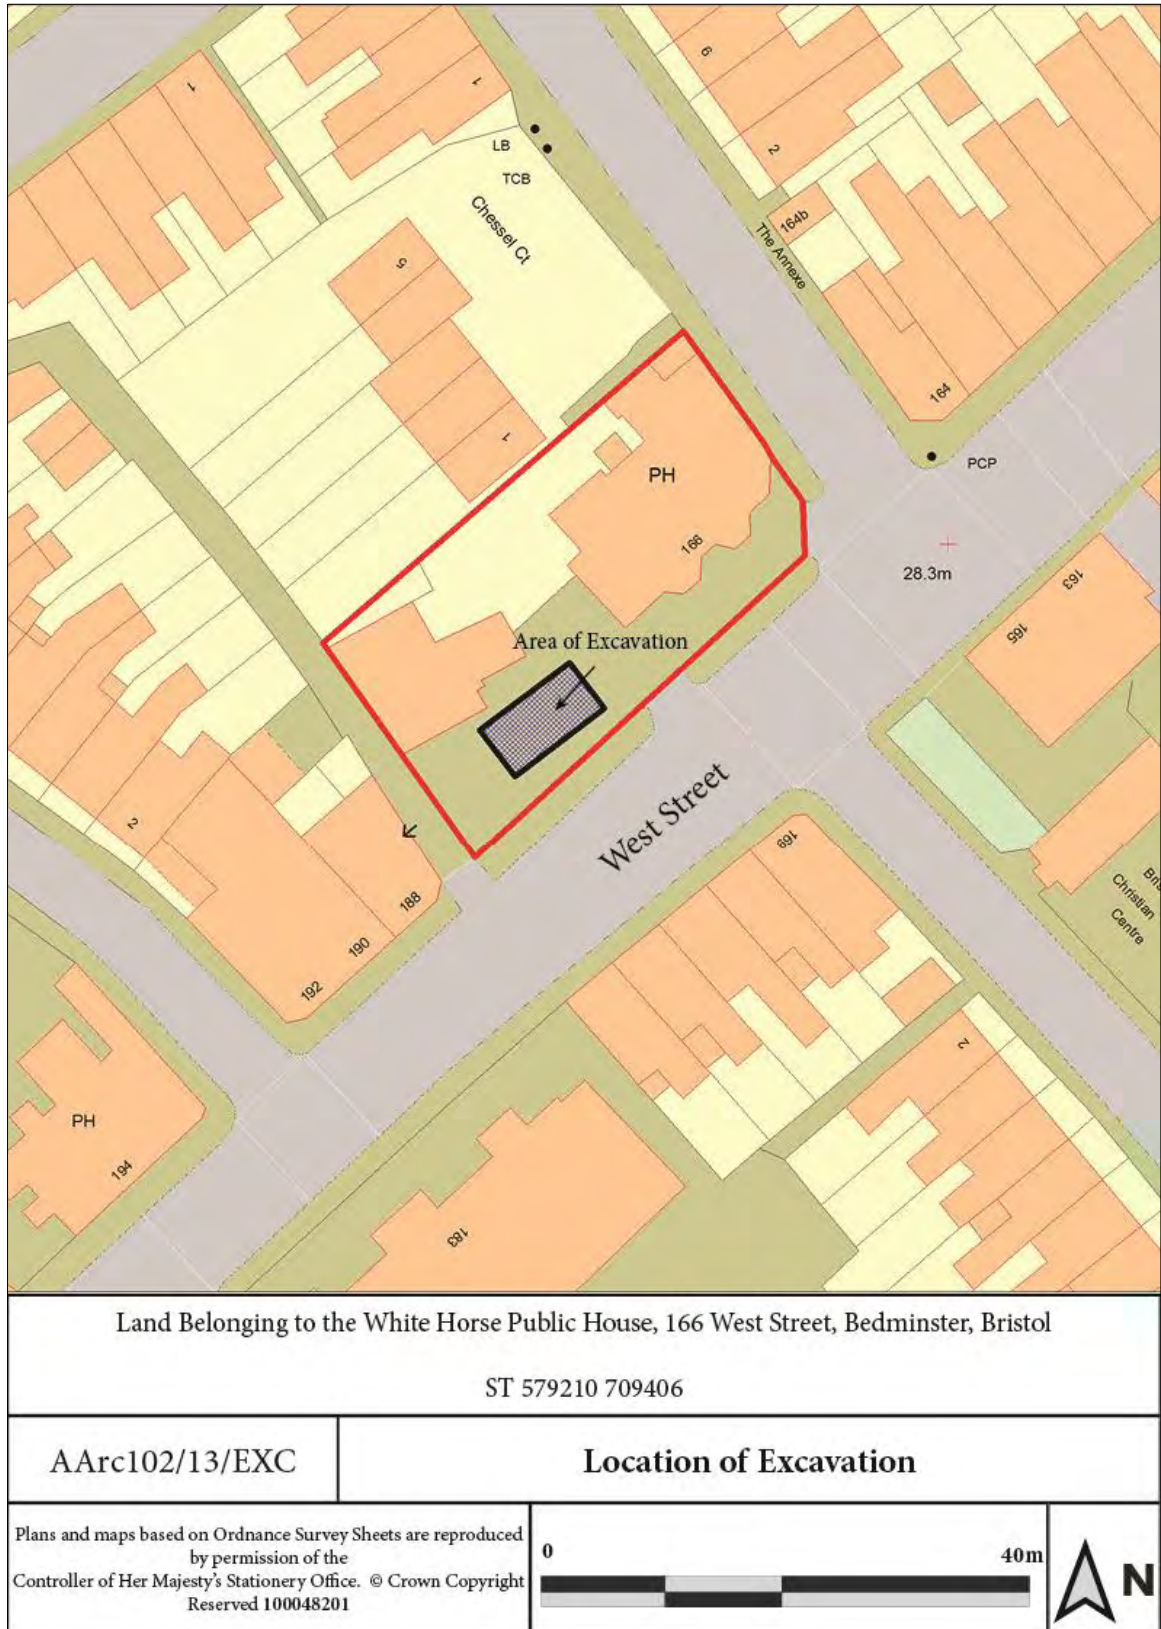 1
1
6
2
LB
TCB
Chessel Ct
164b
The Annexe
5
164
PCP
1
PH
166
28.3m
163
165
Area of Excavation
West Street
2
169
188
190
192
Christian
Centre
2
PH
194
183
Land Belonging to the White Horse Public House, 166 West Street, Bedminster, Bristol
ST 579210 709406
AArc102/13/EXC
Location of Excavation
Plans and maps based on Ordnance Survey Sheets are reproduced
by permission of the
Controller of Her Majesty's Stationery Office. © Crown Copyright
Reserved 100048201
0
40m
N